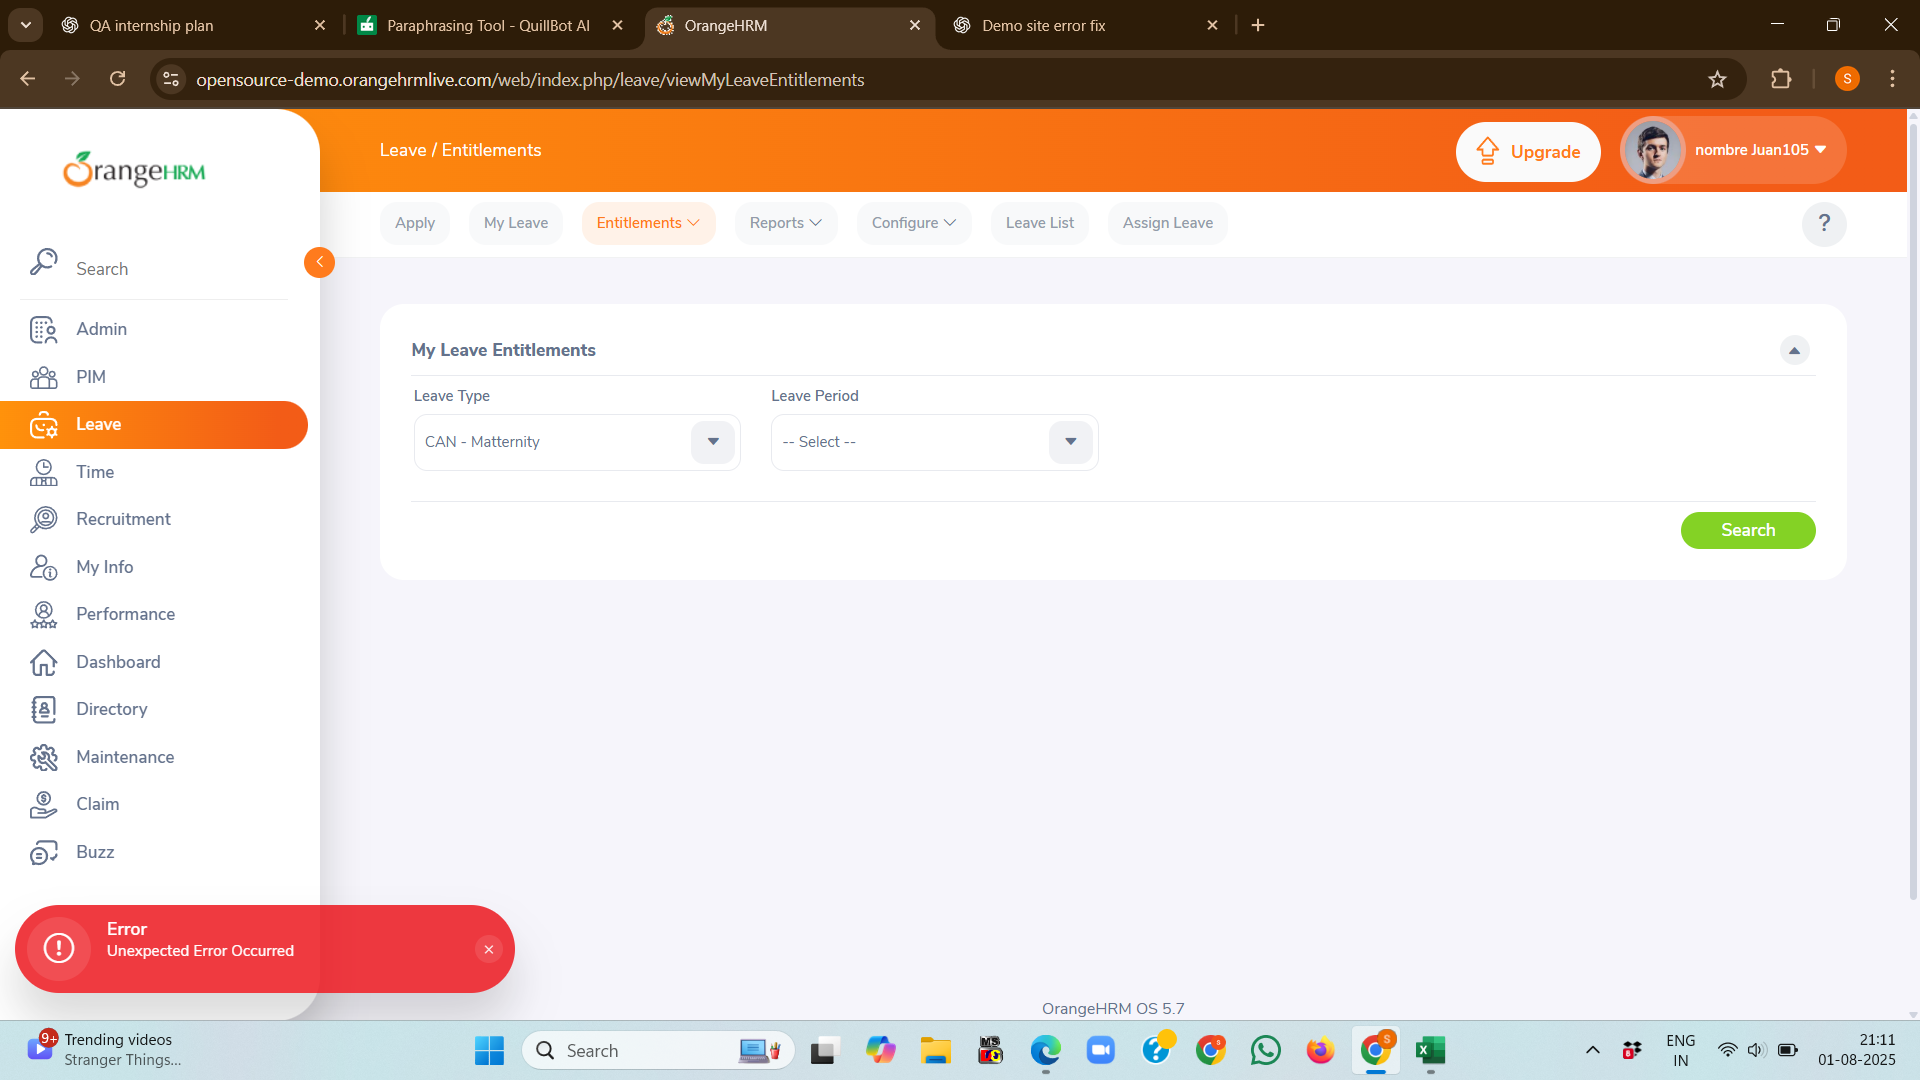 QA internship plan
Paraphrasing Tool - QuillBot AI
OrangeHRM
Demo site error fix
opensource-demo.orangehrmlive.com/web/index.php/leave/viewMyLeaveEntitlements
S
OrangeHRM
Leave / Entitlements
Upgrade
nombre Juan105
Apply
My Leave
Entitlements
Reports
Configure
Leave List
Assign Leave
?
Search
Admin
PIM
Leave
Time
Recruitment
My Info
Performance
Dashboard
Directory
Maintenance
Claim
Buzz
My Leave Entitlements
Leave Type
Leave Period
CAN - Matternity
-- Select --
Search
Error
Unexpected Error Occurred
OrangeHRM OS 5.7
9+
Trending videos
Stranger Things...
Search
ENG
IN
21:11
01-08-2025